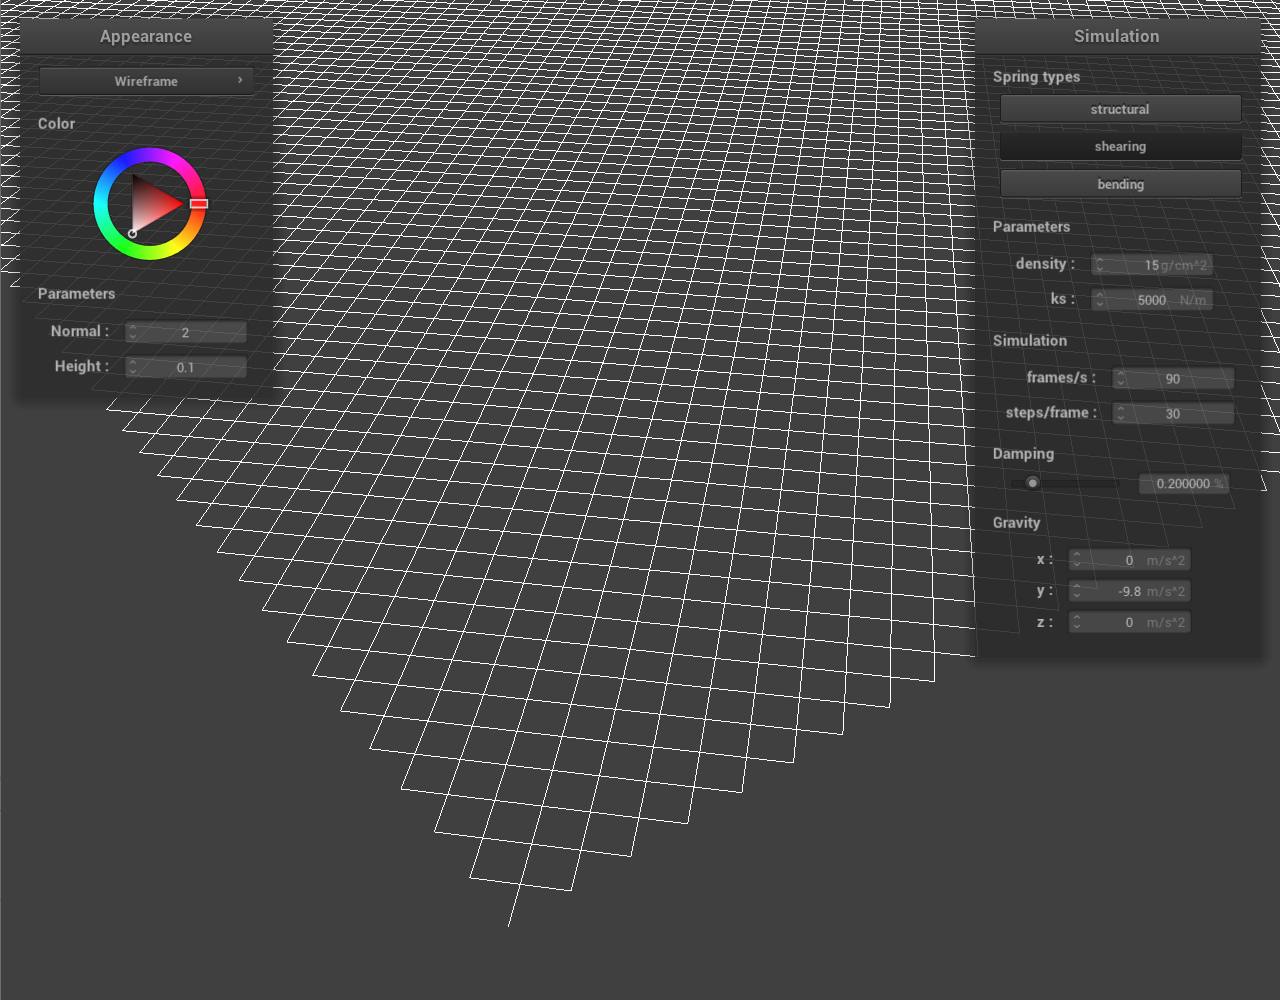 Appearance
Wireframe
Color
Parameters
Normal : 2
Height : 0.1
Simulation
Spring types
structural
shearing
bending
Parameters
density : 15 g/cm^2
ks : 5000 N/m
Simulation
frames/s : 90
steps/frame : 30
Damping
0.200000 %
Gravity
x : 0 m/s^2
y : -9.8 m/s^2
z : 0 m/s^2